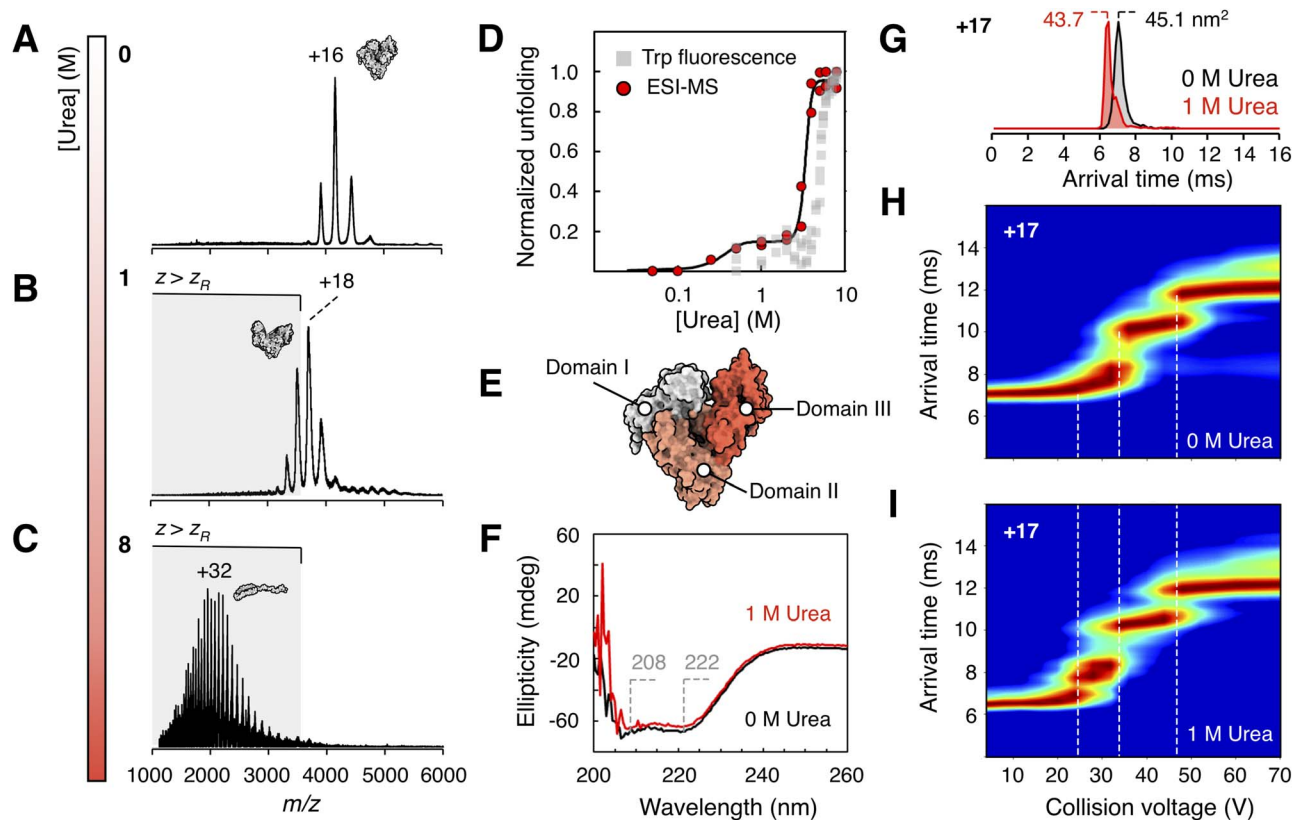 A
[Urea] (M)
0
+16
B
1
z > zR
+18
C
8
z > zR
+32
1000 2000 3000 4000 5000 6000
m/z
D
Normalized unfolding
1.0
0.8
0.6
0.4
0.2
Trp fluorescence
ESI-MS
0.1 1 10
[Urea] (M)
E
Domain I
Domain III
Domain II
F
Ellipticity (mdeg)
60
20
-20
-60
1 M Urea
208 222
0 M Urea
200 220 240 260
Wavelength (nm)
G
+17
43.7 45.1 nm²
0 M Urea
1 M Urea
0 2 4 6 8 10 12 14 16
Arrival time (ms)
H
+17
Arrival time (ms)
14
12
10
8
6
0 M Urea
I
+17
Arrival time (ms)
14
12
10
8
6
1 M Urea
10 20 30 40 50 60 70
Collision voltage (V)